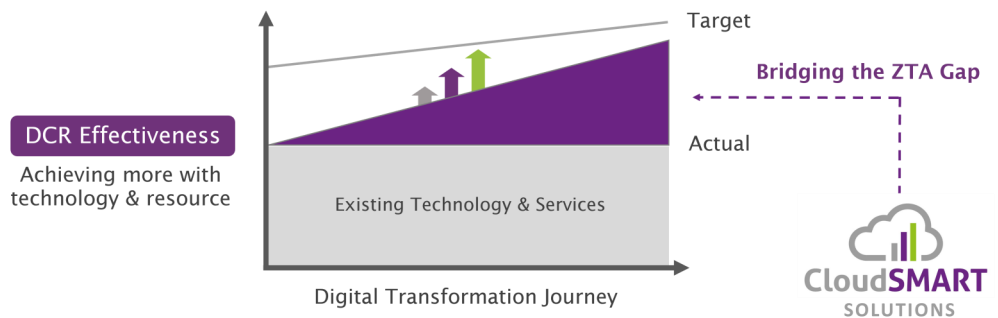 Target
Bridging the ZTA Gap
DCR Effectiveness
Actual
Achieving more with
technology & resource
Existing Technology & Services
Digital Transformation Journey
CloudSMART
SOLUTIONS